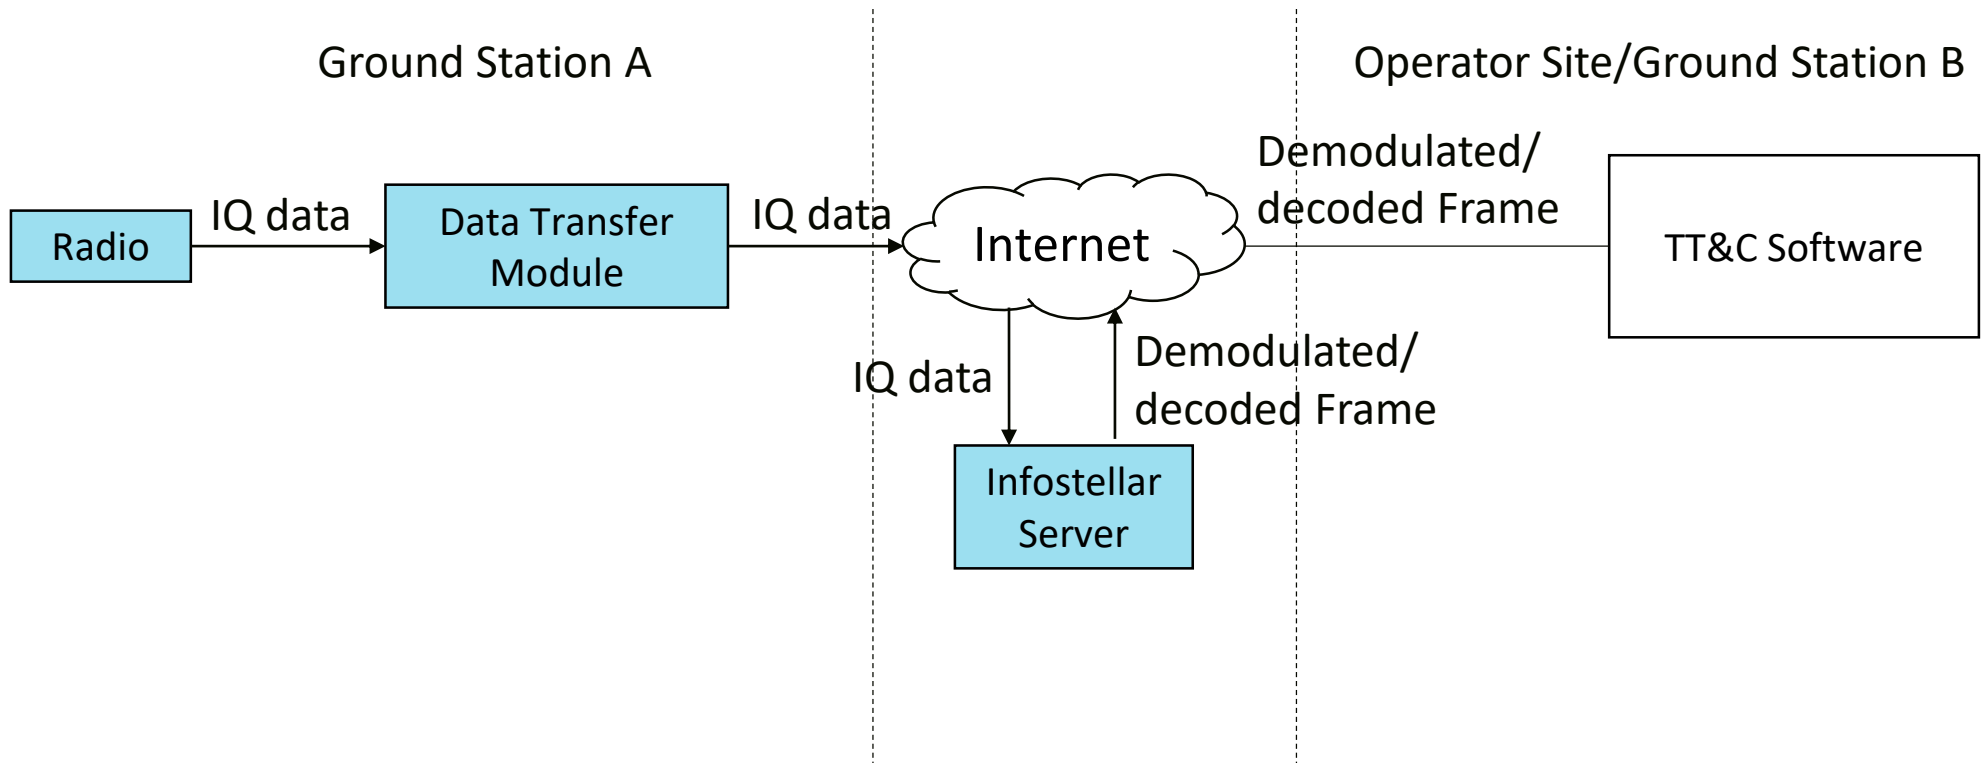 Ground Station A
Operator Site/Ground Station B
Radio
IQ data
Data Transfer
Module
IQ data
Internet
Demodulated/
decoded Frame
TT&C Software
IQ data
Demodulated/
decoded Frame
Infostellar
Server